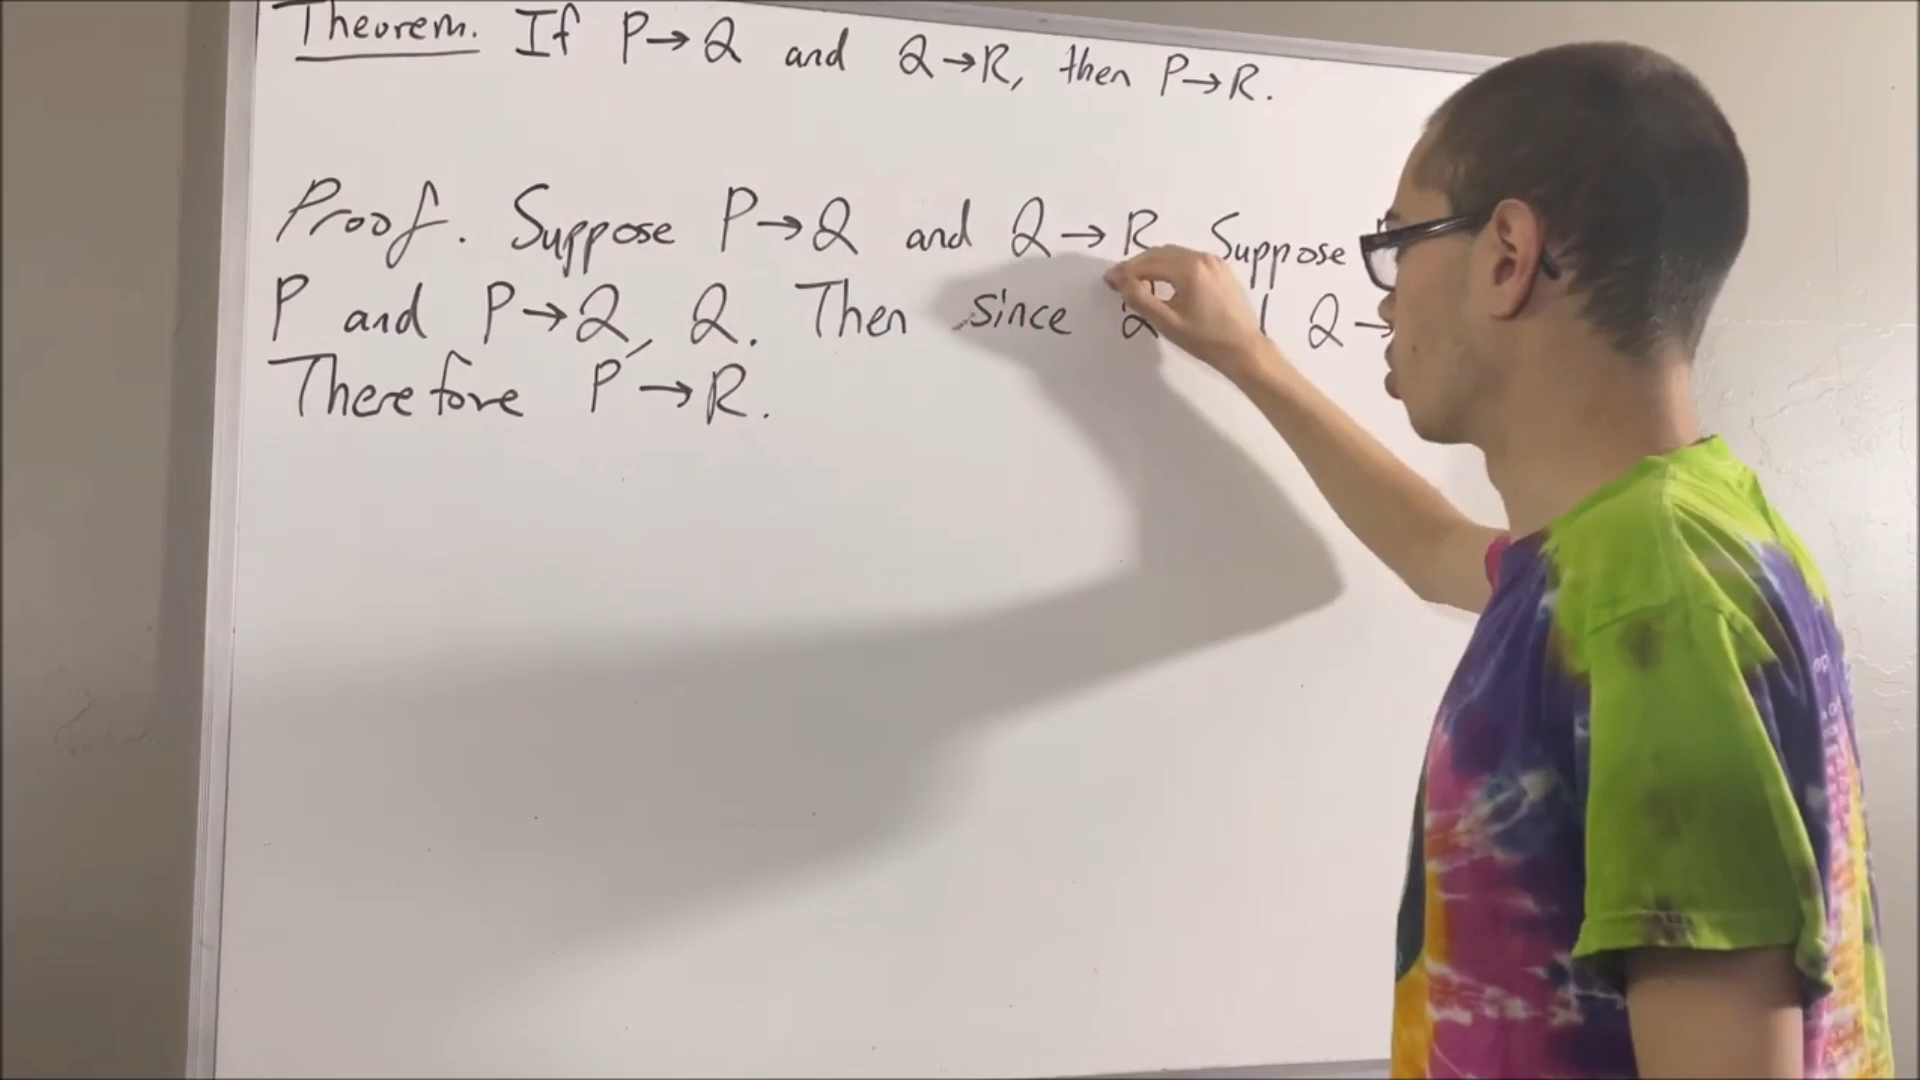 Theorem. If P→Q and Q→R, then P→R.
Proof. Suppose P→Q and Q→R. Suppose
P and P→Q, Q. Then since Q Q→
Therefore P→R.